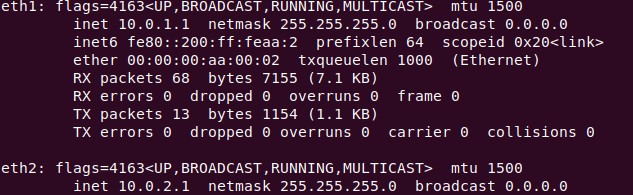 eth1: flags=4163<UP,BROADCAST,RUNNING,MULTICAST>  mtu 1500
        inet 10.0.1.1  netmask 255.255.255.0  broadcast 0.0.0.0
        inet6 fe80::200:ff:feaa:2  prefixlen 64  scopeid 0x20<link>
        ether 00:00:00:aa:00:02  txqueuelen 1000  (Ethernet)
        RX packets 68  bytes 7155 (7.1 KB)
        RX errors 0  dropped 0  overruns 0  frame 0
        TX packets 13  bytes 1154 (1.1 KB)
        TX errors 0  dropped 0 overruns 0  carrier 0  collisions 0
eth2: flags=4163<UP,BROADCAST,RUNNING,MULTICAST>  mtu 1500
        inet 10.0.2.1  netmask 255.255.255.0  broadcast 0.0.0.0